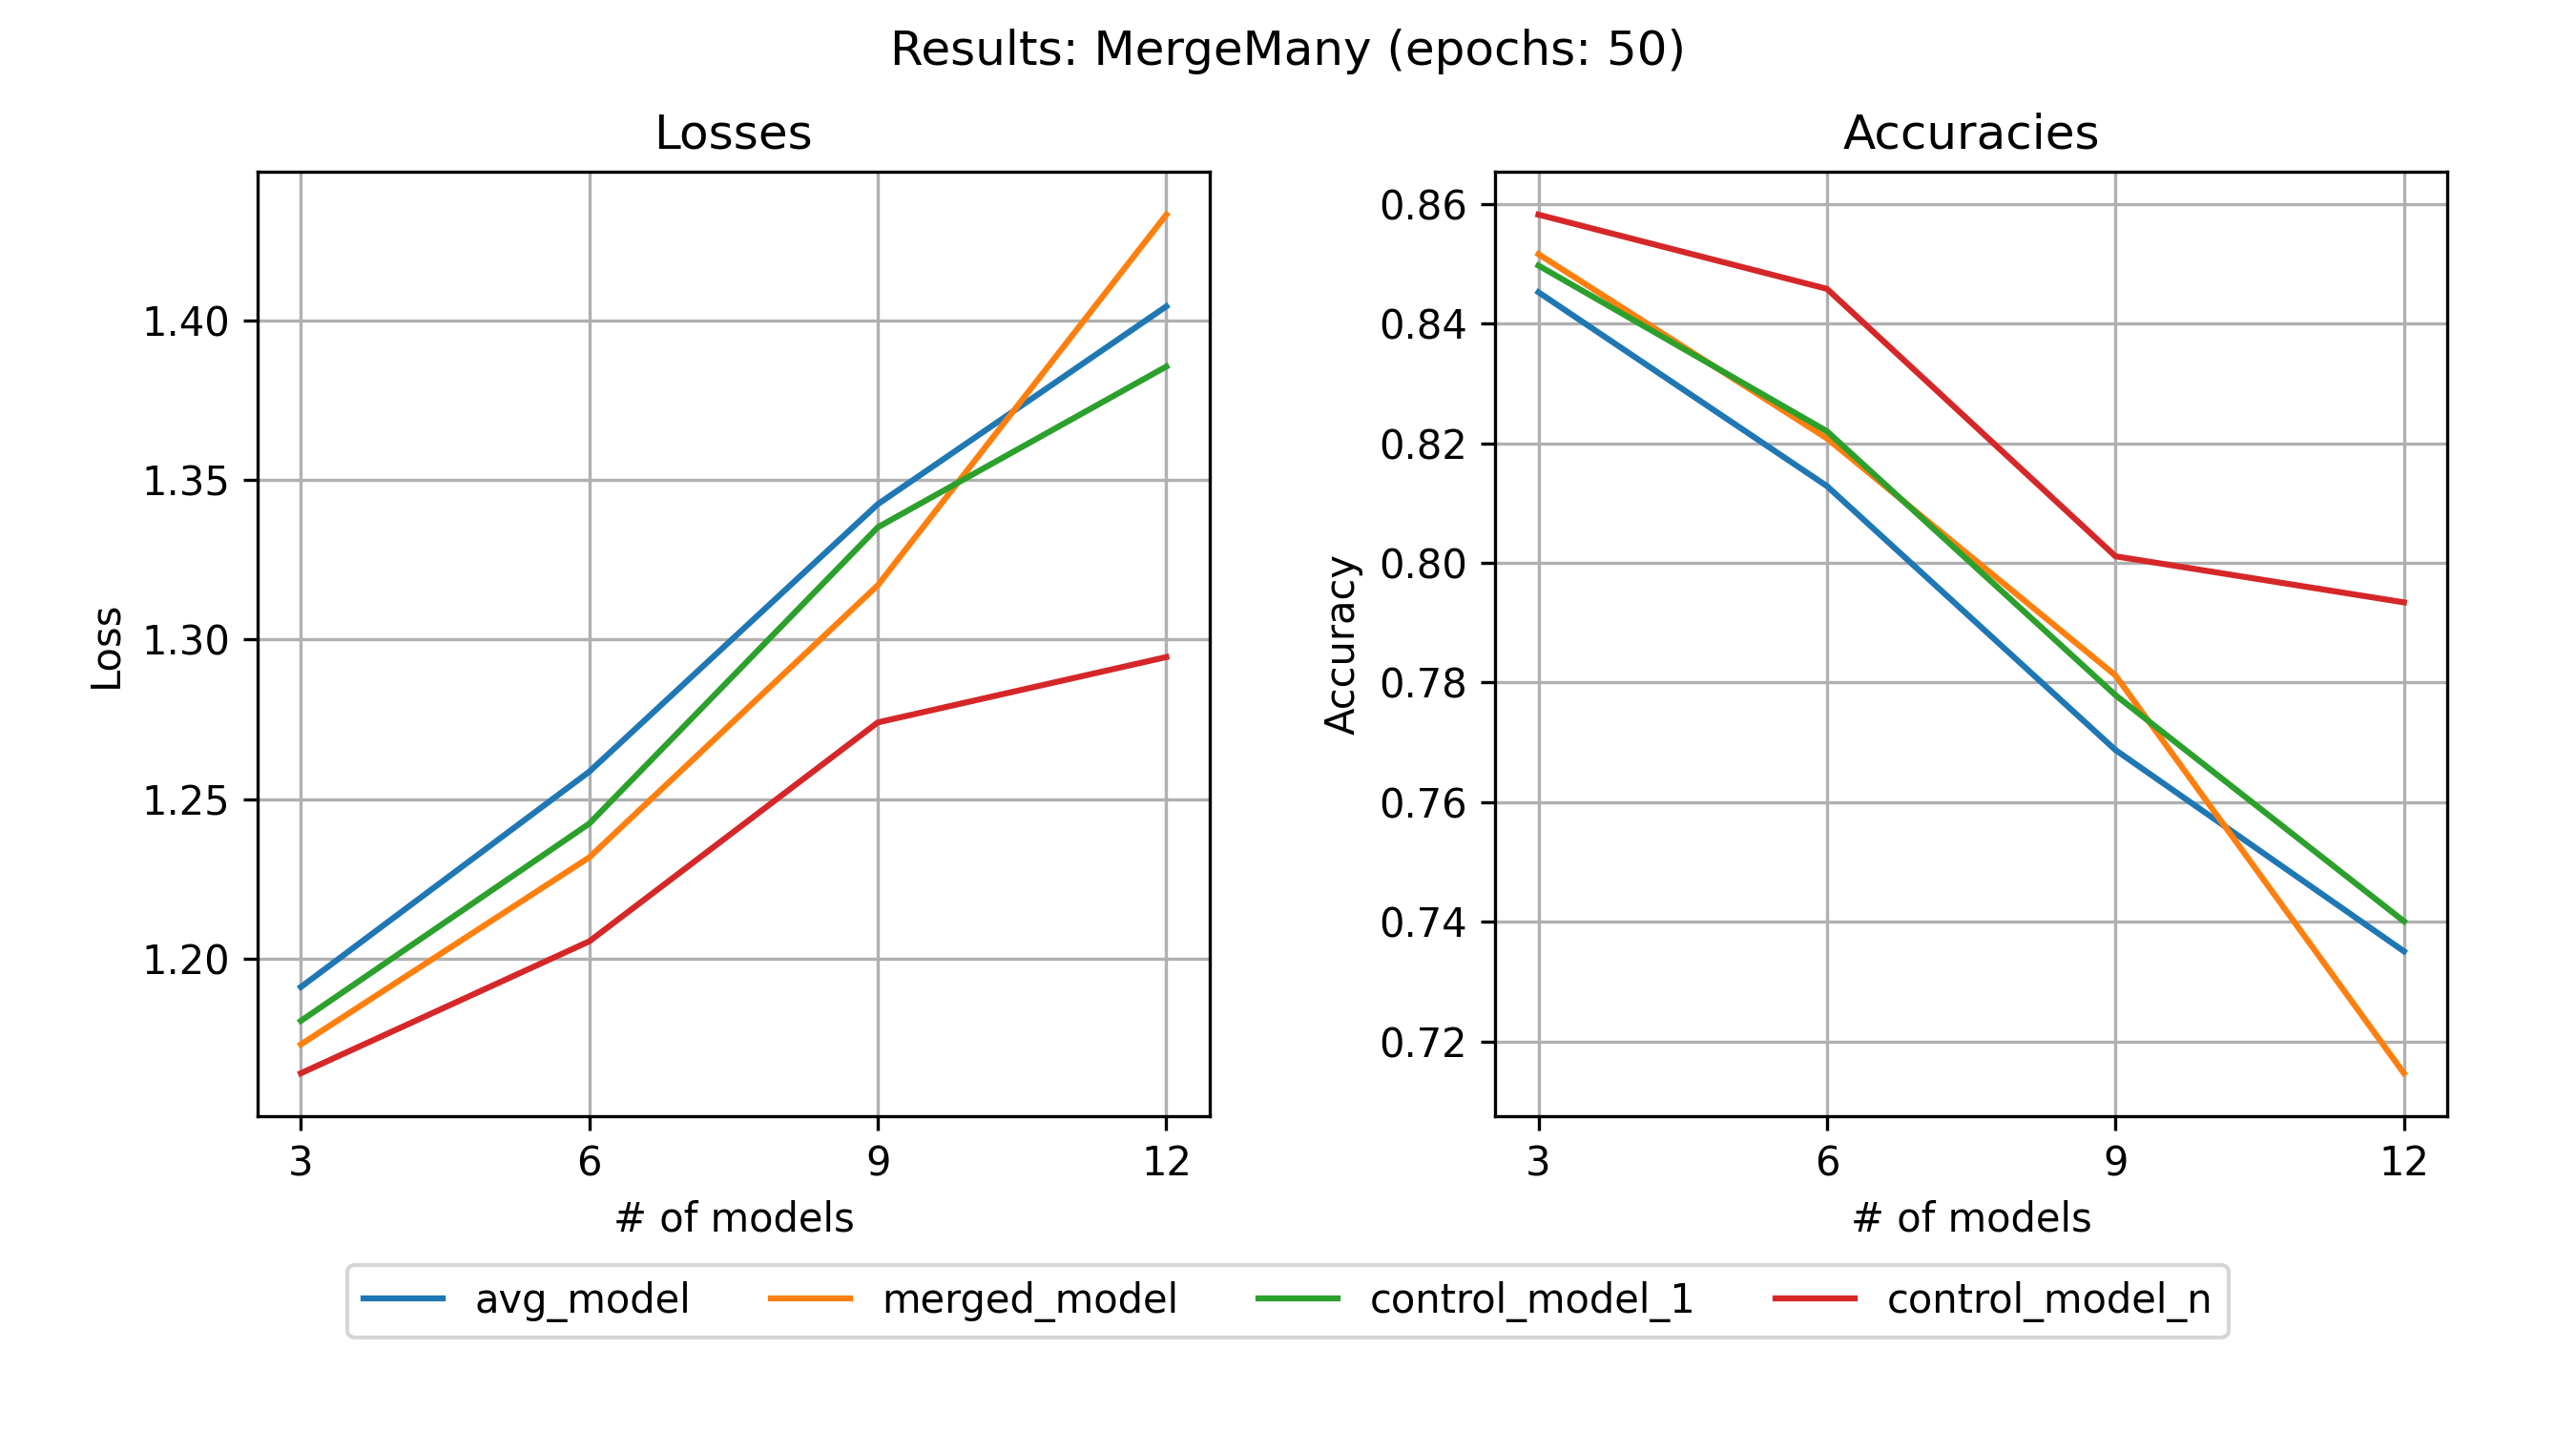 Results: MergeMany (epochs: 50)
Losses
Loss
1.40
1.35
1.30
1.25
1.20
3 6 9 12
# of models
Accuracies
Accuracy
0.86
0.84
0.82
0.80
0.78
0.76
0.74
0.72
3 6 9 12
# of models
avg_model merged_model control_model_1 control_model_n